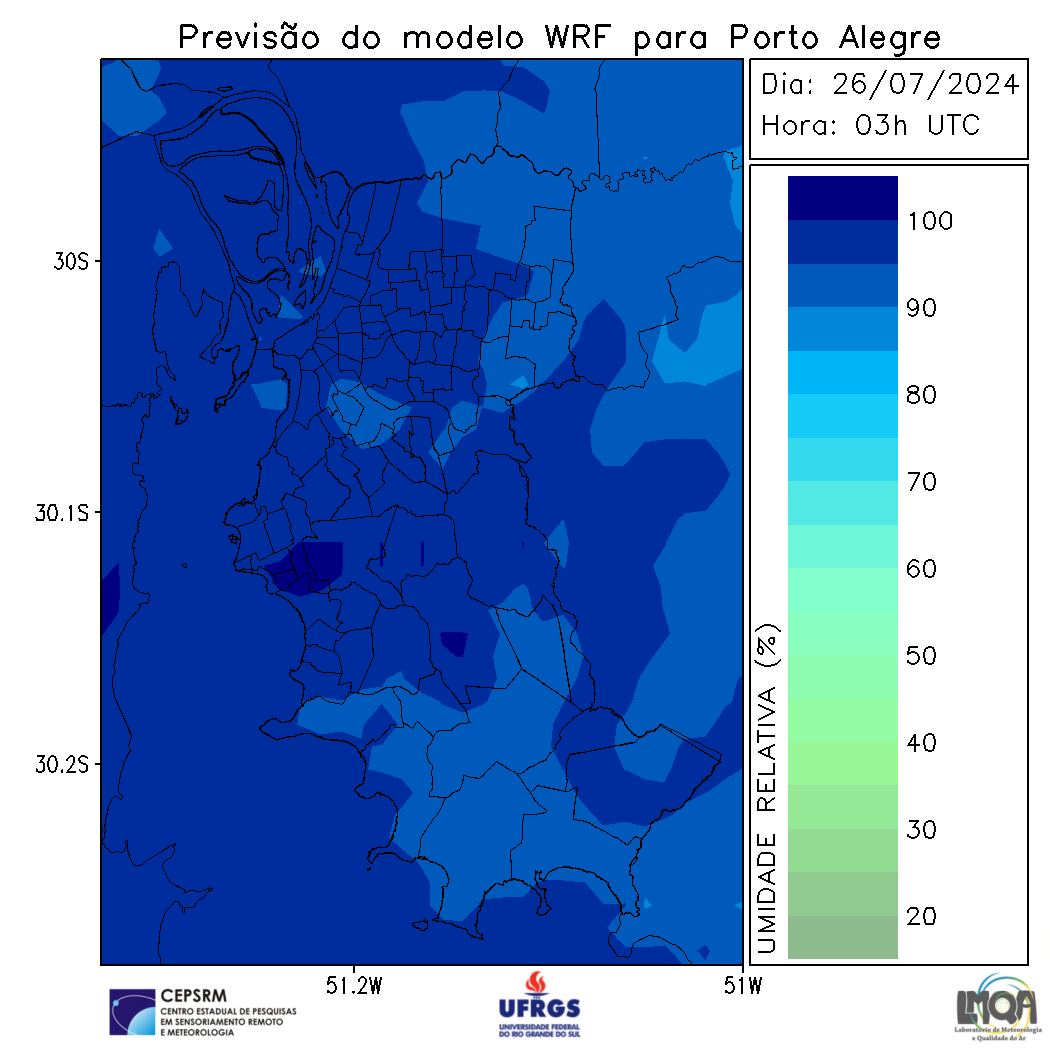 Previsão do modelo WRF para Porto Alegre
Dia: 26/07/2024
Hora: 03h UTC
100
90
80
70
60
50
40
30
20
UMIDADE RELATIVA (%)
30S
30.1S
30.2S
51.2W
51W
CEPSRM
CENTRO ESTADUAL DE PESQUISAS
EM SENSORIAMENTO REMOTO
E METEOROLOGIA
UFRGS
UNIVERSIDADE FEDERAL
DO RIO GRANDE DO SUL
LMQA
Laboratório de Meteorologia
e Qualidade do Ar